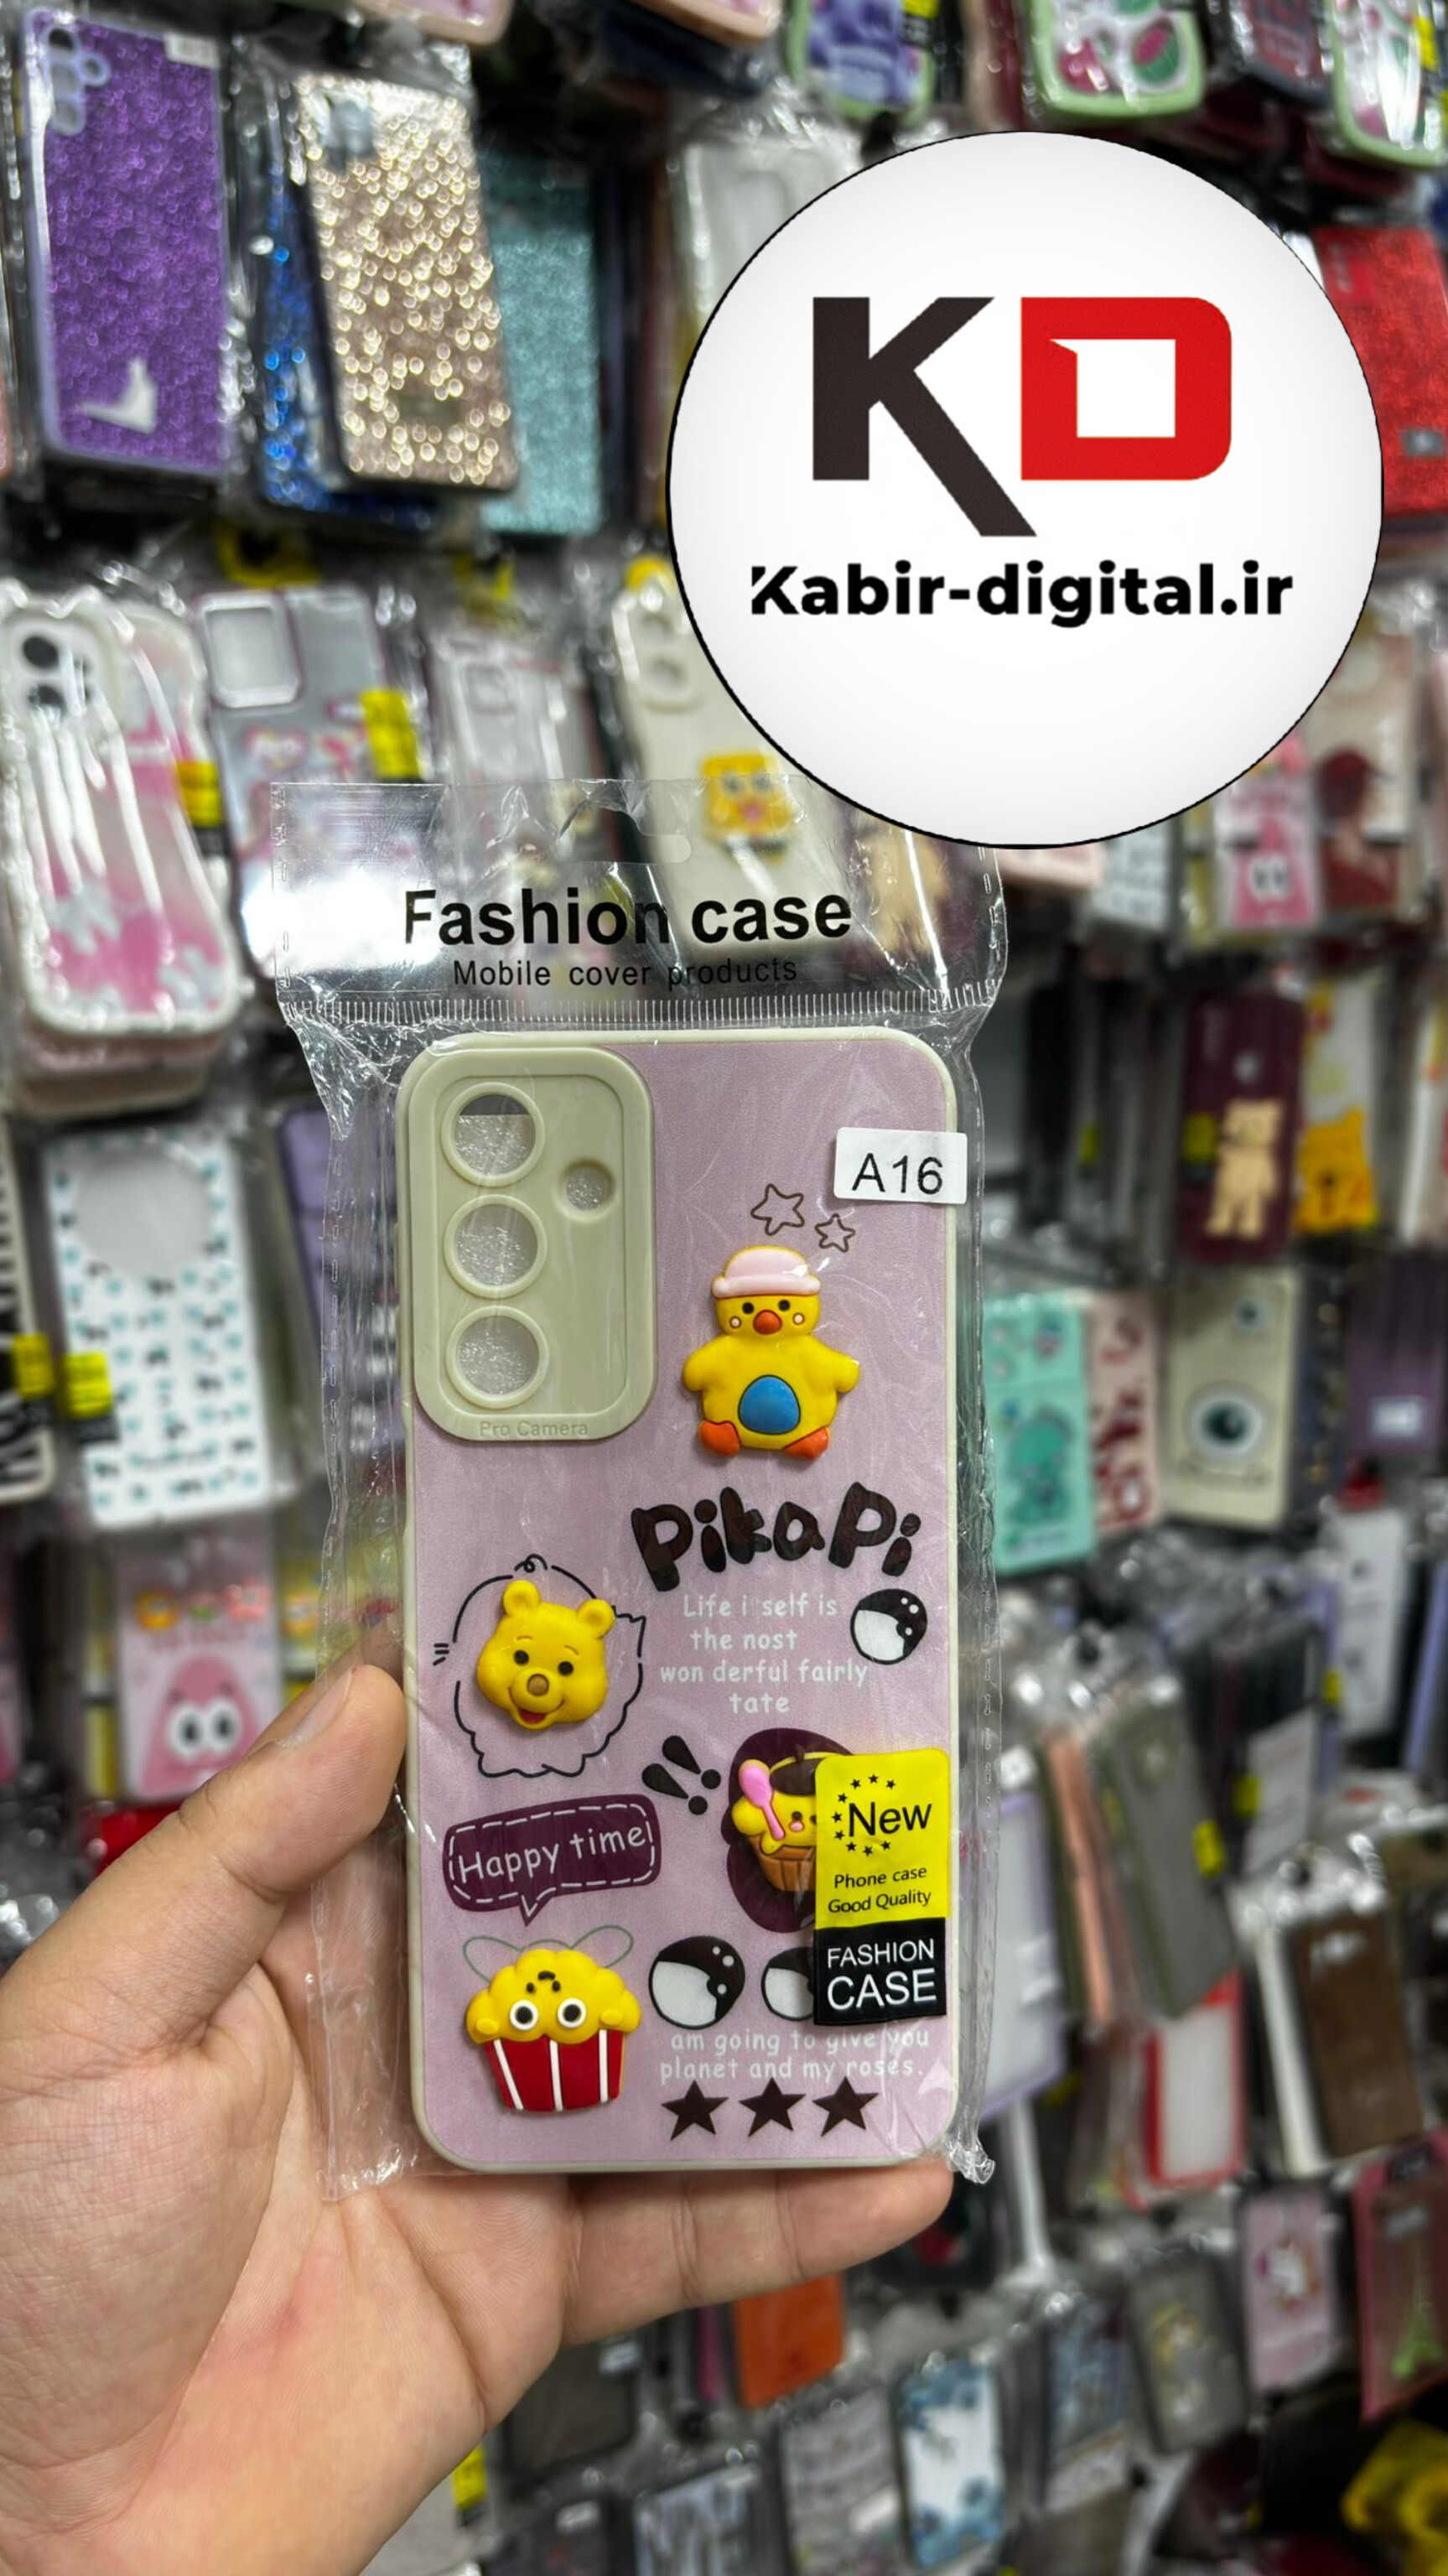 KD
Kabir-digital.ir
Fashion case
Mobile cover products
A16
Pro Camera
PikaPi
Life i self is
the nost
won derful fairly
tate
Happy time
New
Phone case
Good Quality
FASHION
CASE
am going to give you
planet and my roses.